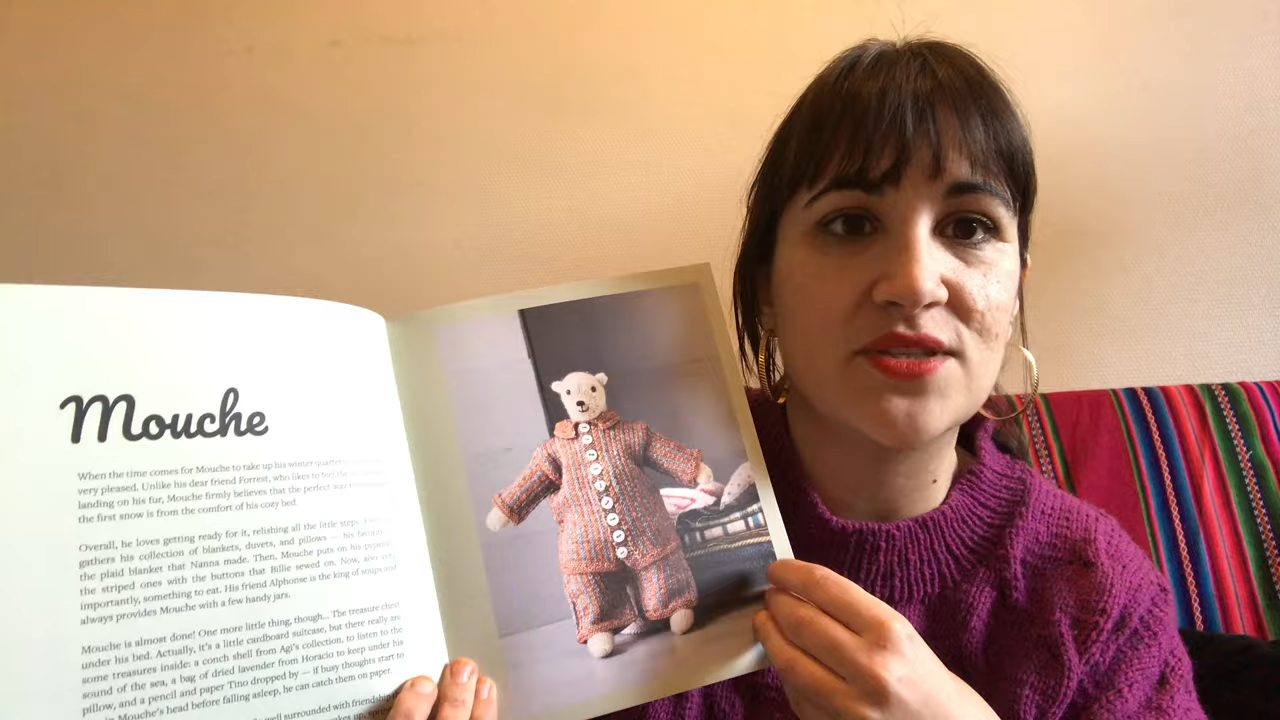 Mouche
When the time comes for Mouche to take up his winter
very pleased. Unlike his dear friend Forrest, who likes to feel the
landing on his fur, Mouche firmly believes that the perfect way
the first snow is from the comfort of his cozy bed.
Overall, he loves getting ready for it, relishing all the little steps.
gathers his collection of blankets, duvets, and pillows — his
the plaid blanket that Nanna made. Then, Mouche puts on his
the striped ones with the buttons that Billie sewed on. Now,
importantly, something to eat. His friend Alphonse is the king of soups and
always provides Mouche with a few handy jars.
Mouche is almost done! One more little thing, though... The treasure chest
under his bed. Actually, it's a little cardboard suitcase, but there really are
some treasures inside: a conch shell from Agi's collection, to listen to the
sound of the sea, a bag of dried lavender from Horacio to keep under his
pillow, and a pencil and paper Tino dropped by — if busy thoughts start to
in Mouche's head before falling asleep, he can catch them on paper.
well surrounded with friendship